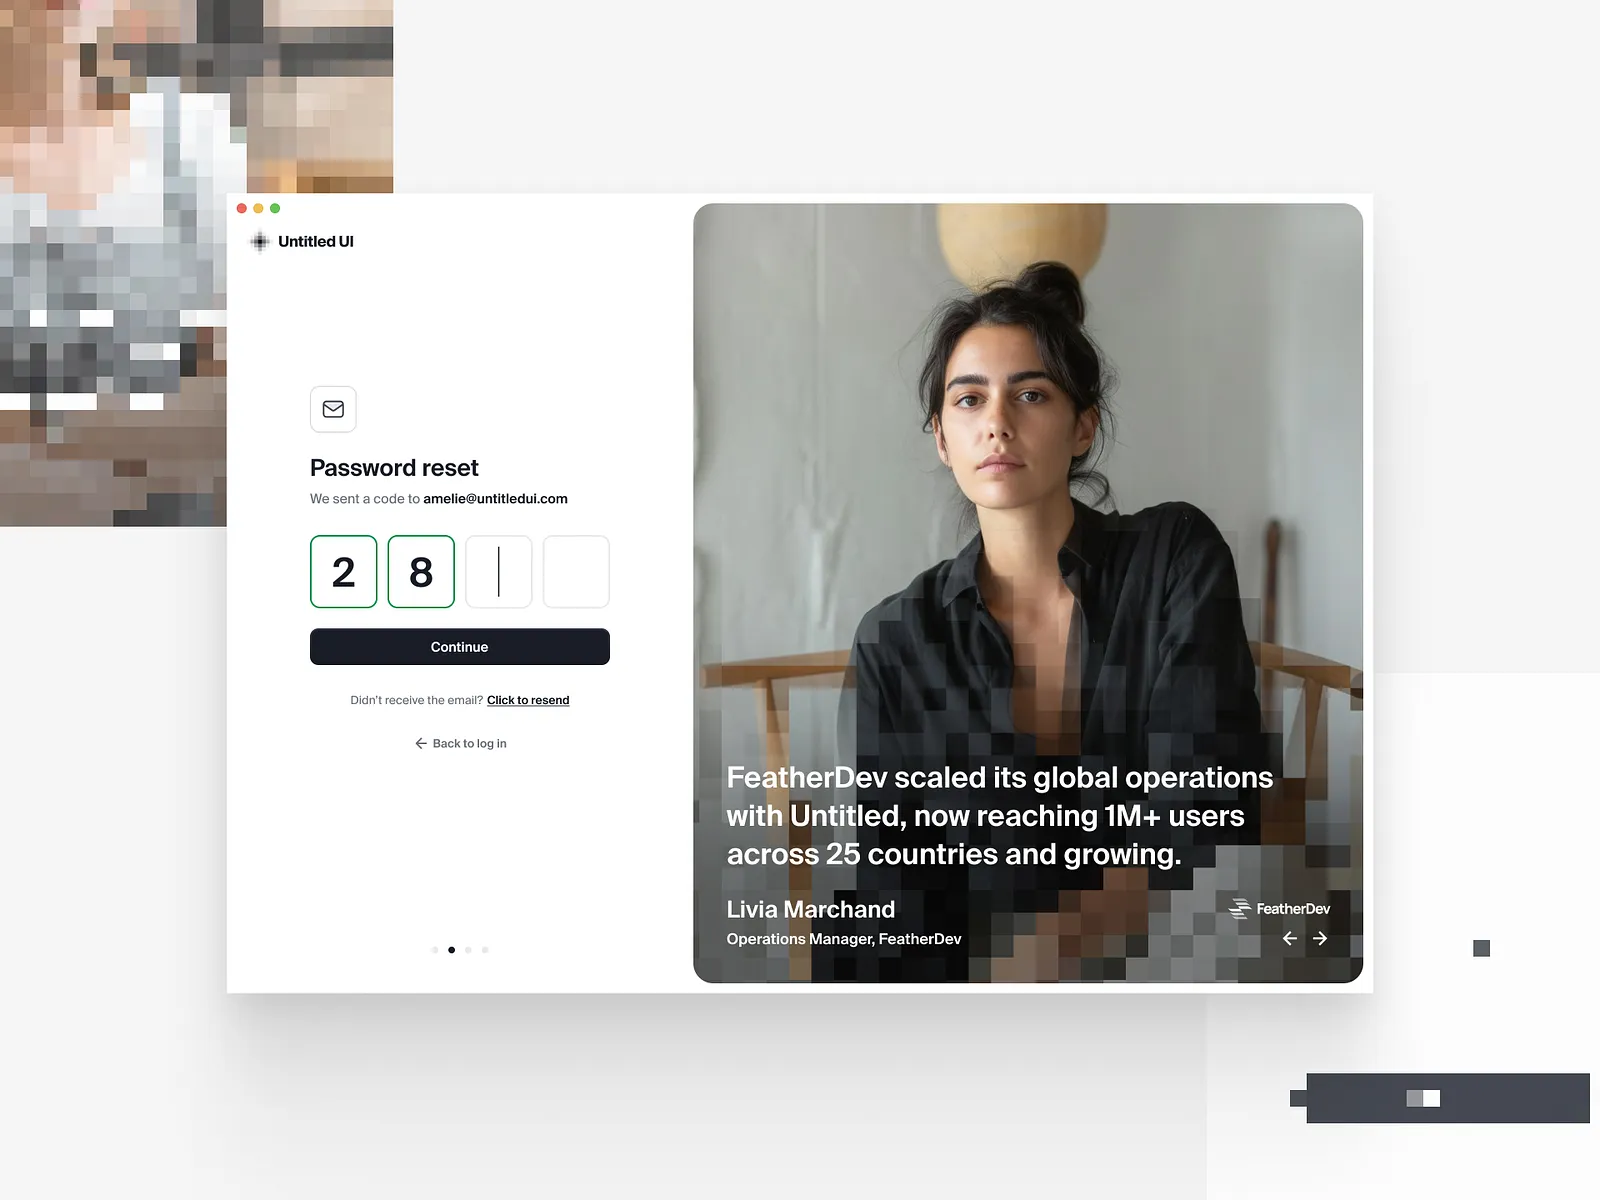 Untitled UI
Password reset
We sent a code to amelie@untitledui.com
2 8
Continue
Didn't receive the email? Click to resend
Back to log in
FeatherDev scaled its global operations
with Untitled, now reaching 1M+ users
across 25 countries and growing.
Livia Marchand
FeatherDev
Operations Manager, FeatherDev